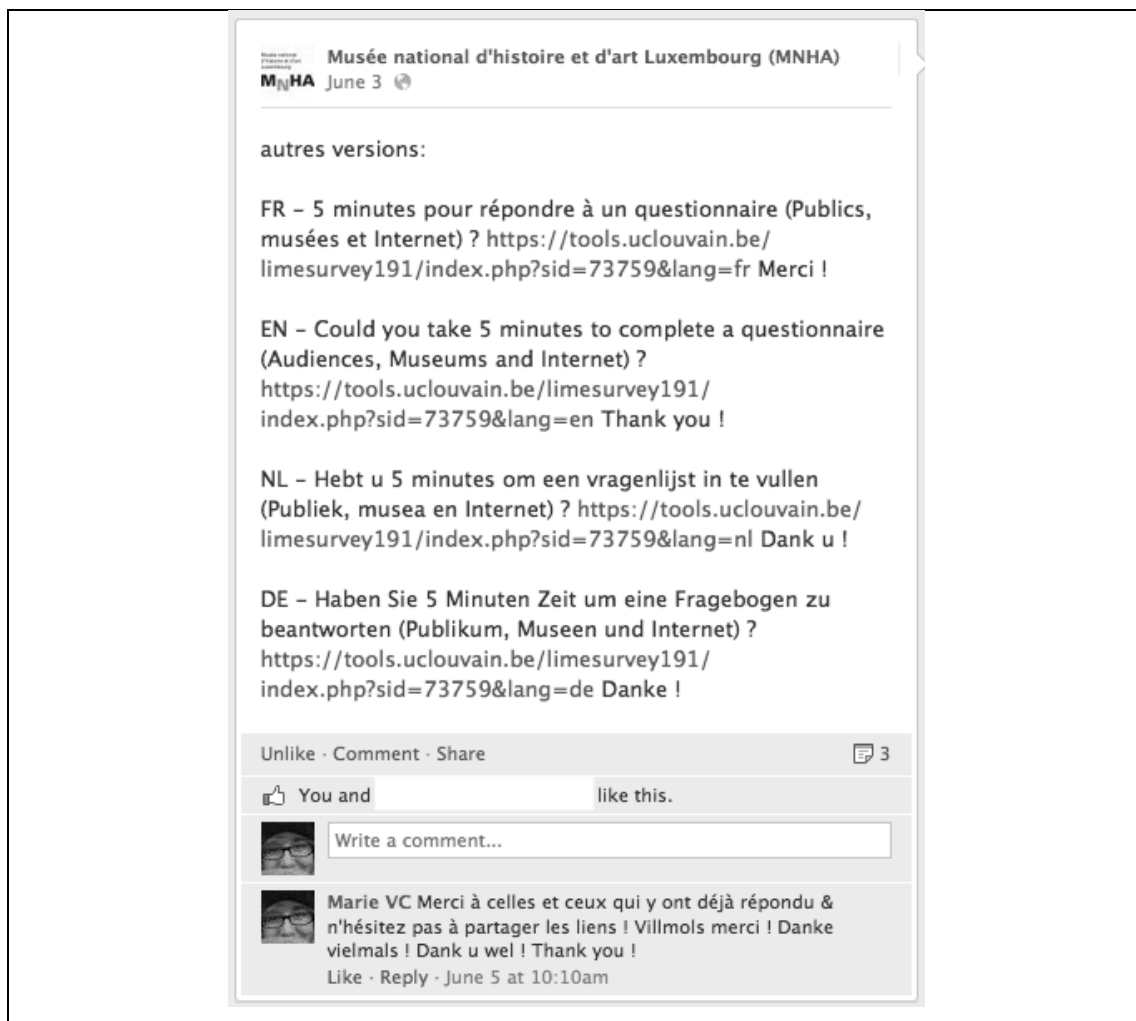 Musée national d'histoire et d'art Luxembourg (MNHA)
MNHA June 3
autres versions:
FR – 5 minutes pour répondre à un questionnaire (Publics,
musées et Internet) ? https://tools.uclouvain.be/
limesurvey191/index.php?sid=73759&lang=fr Merci !
EN – Could you take 5 minutes to complete a questionnaire
(Audiences, Museums and Internet) ?
https://tools.uclouvain.be/limesurvey191/
index.php?sid=73759&lang=en Thank you !
NL – Hebt u 5 minutes om een vragenlijst in te vullen
(Publiek, musea en Internet) ? https://tools.uclouvain.be/
limesurvey191/index.php?sid=73759&lang=nl Dank u !
DE – Haben Sie 5 Minuten Zeit um eine Fragebogen zu
beantworten (Publikum, Museen und Internet) ?
https://tools.uclouvain.be/limesurvey191/
index.php?sid=73759&lang=de Danke !
Unlike · Comment · Share 3
You and like this.
Write a comment...
Marie VC Merci à celles et ceux qui y ont déjà répondu &
n'hésitez pas à partager les liens ! Villmols merci ! Danke
vielmals ! Dank u wel ! Thank you !
Like · Reply · June 5 at 10:10am